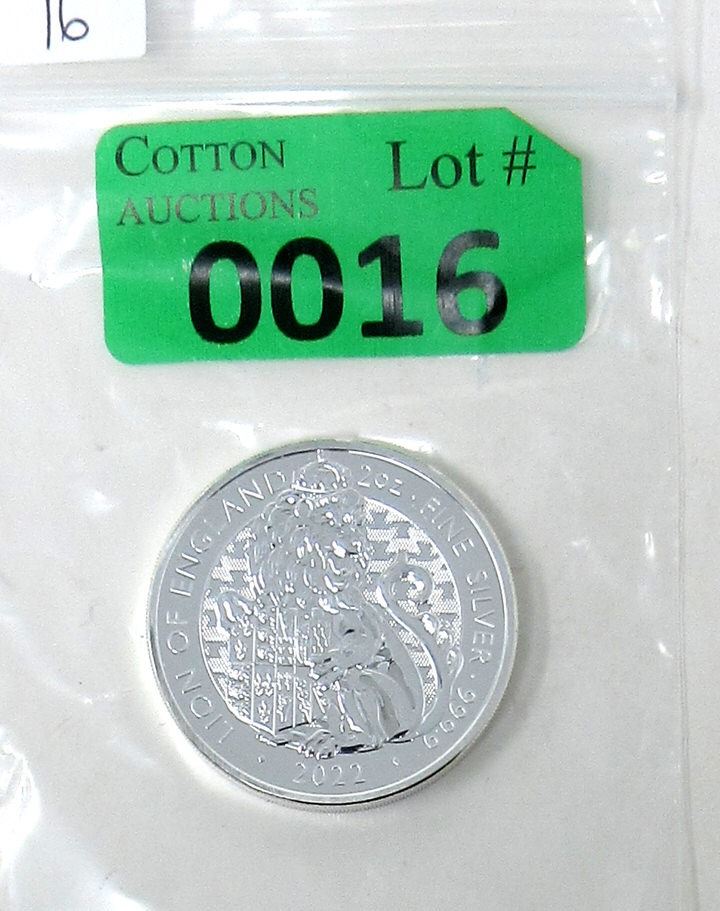 16
COTTON
AUCTIONS
Lot #
0016
LION OF ENGLAND · 2oz · FINE SILVER · 9999
· 2022 ·